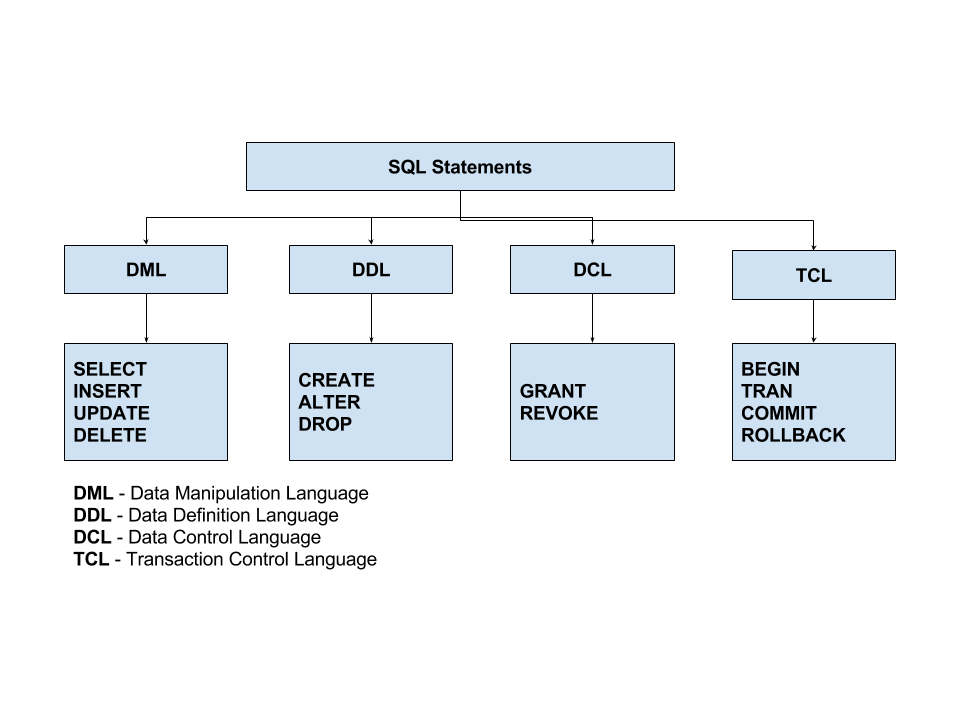 SQL Statements
DML
DDL
DCL
TCL
SELECT
INSERT
UPDATE
DELETE
CREATE
ALTER
DROP
GRANT
REVOKE
BEGIN
TRAN
COMMIT
ROLLBACK
DML - Data Manipulation Language
DDL - Data Definition Language
DCL - Data Control Language
TCL - Transaction Control Language